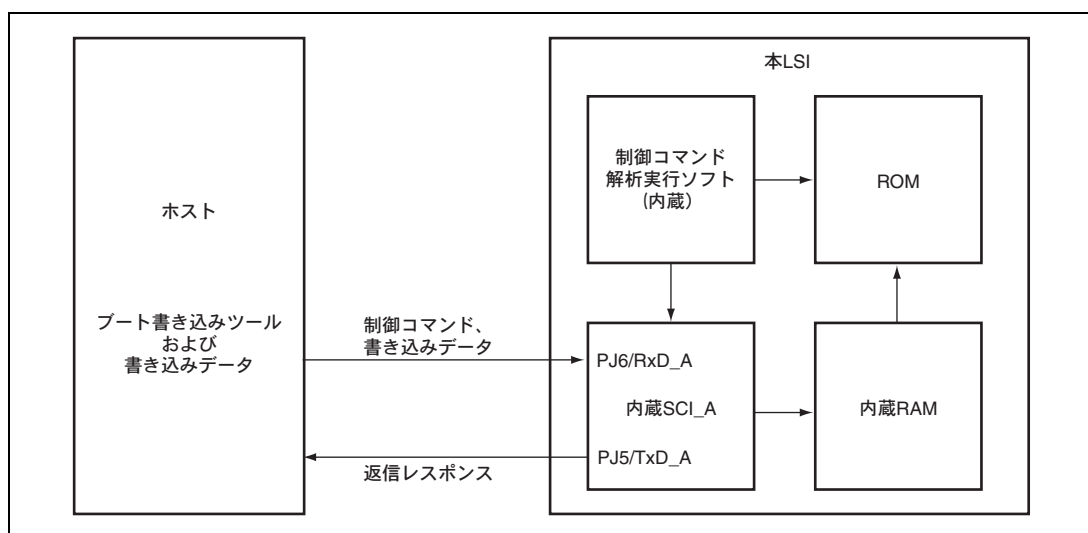 ホスト
ブート書き込みツール
および
書き込みデータ
制御コマンド、
書き込みデータ
返信レスポンス
本LSI
制御コマンド
解析実行ソフト
(内蔵)
ROM
PJ6/RxD_A
内蔵SCI_A
PJ5/TxD_A
内蔵RAM